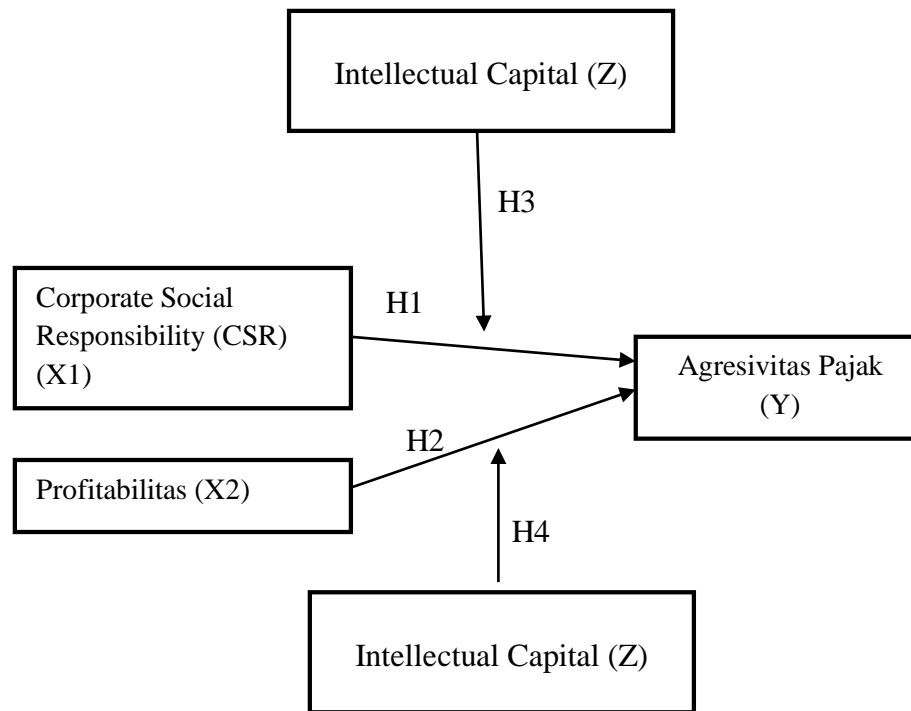 Intellectual Capital (Z)
H3
Corporate Social
Responsibility (CSR)
(X1)
H1
Agresivitas Pajak
(Y)
H2
Profitabilitas (X2)
H4
Intellectual Capital (Z)